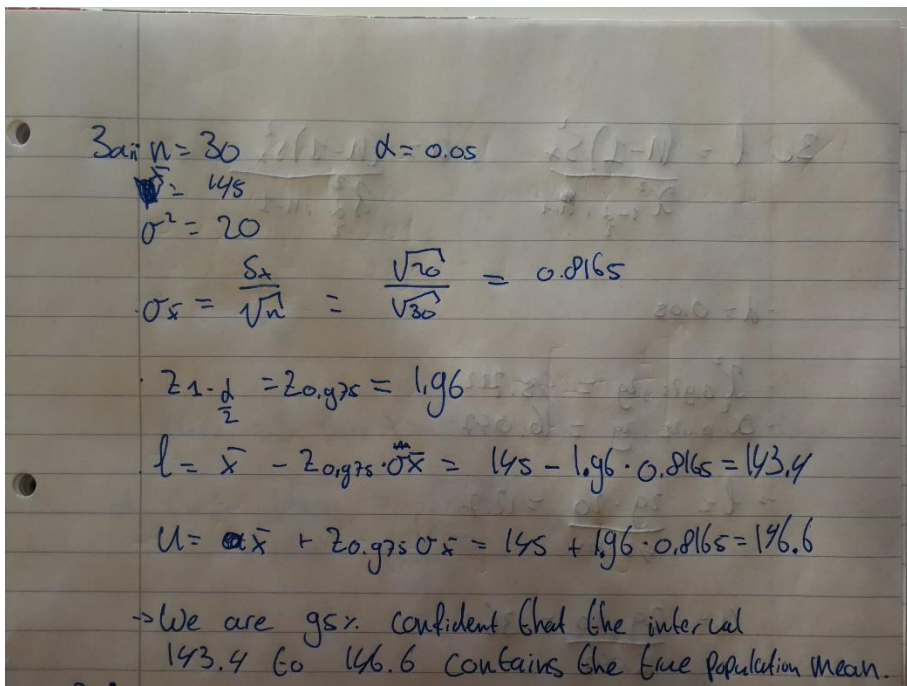 3ai n = 30 α = 0.05
x̄ = 145
σ² = 20
σx̄ = Sx/√n = √20/√30 = 0.8165
z1-α/2 = z0.975 = 1.96
l = x̄ - z0.975·σx̄ = 145 - 1.96·0.8165 = 143.4
u = x̄ + z0.975 σx̄ = 145 + 1.96·0.8165 = 146.6
→ We are 95% confident that the interval
143.4 to 146.6 contains the true population mean.